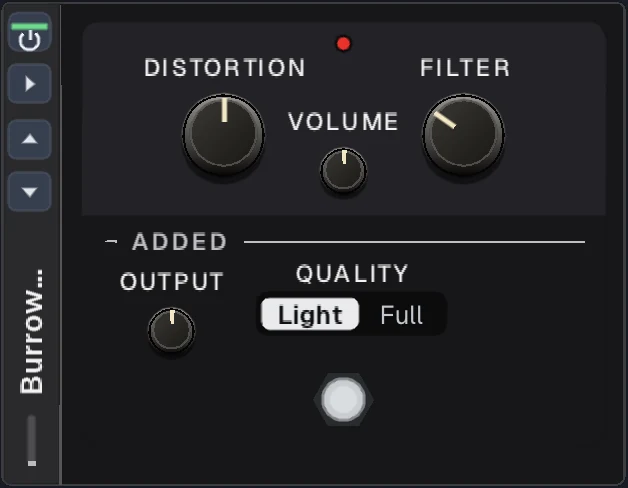 DISTORTION
FILTER
VOLUME
ADDED
OUTPUT
QUALITY
Light
Full
Burrow...